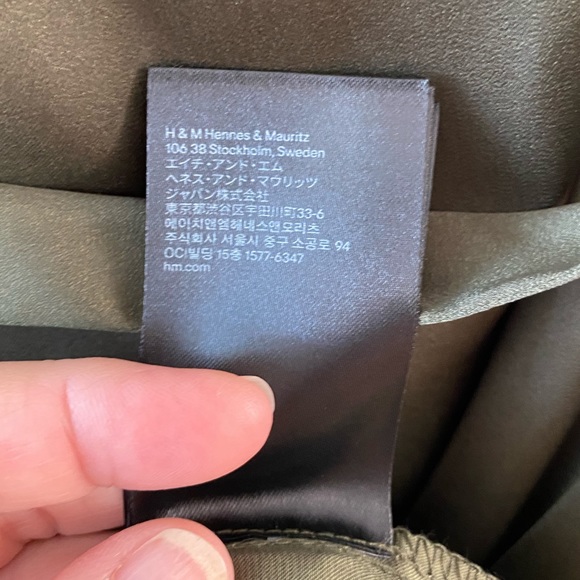 H & M Hennes & Mauritz
106 38 Stockholm, Sweden
エイチ・アンド・エム
ヘネス・アンド・マウリッツ
ジャパン株式会社
東京都渋谷区宇田川町33-6
에이치앤엠헤네스앤모리츠
주식회사 서울시 중구 소공로 94
OCI빌딩 15층 1577-6347
hm.com